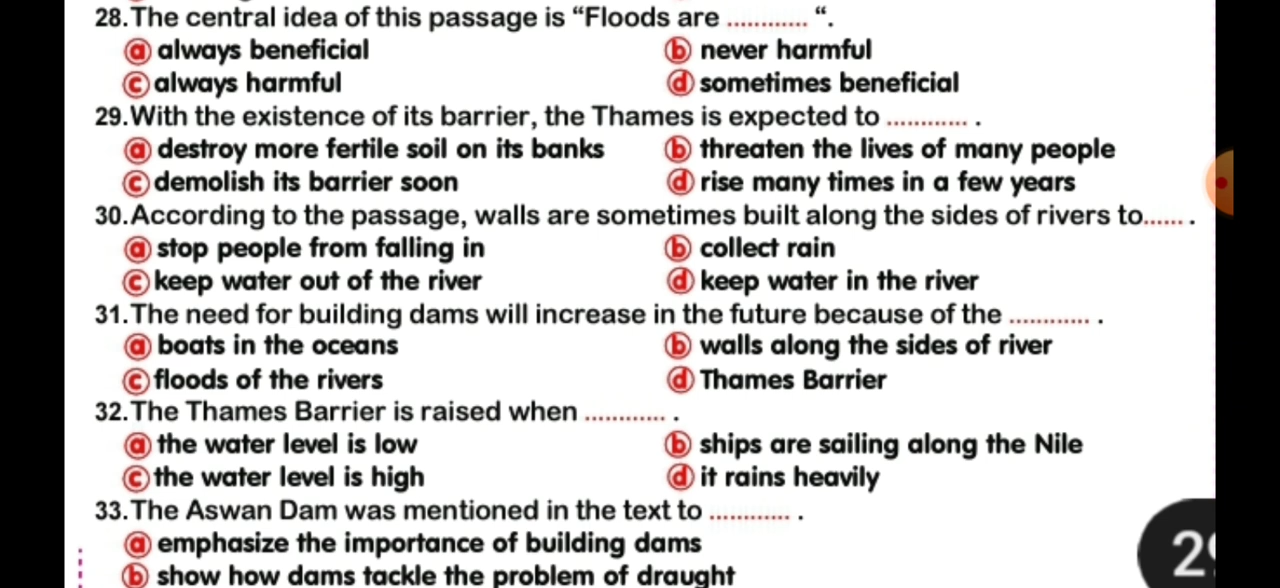 28.The central idea of this passage is “Floods are ............ “.
ⓐ always beneficial ⓑ never harmful
ⓒ always harmful ⓓ sometimes beneficial
29.With the existence of its barrier, the Thames is expected to ............ .
ⓐ destroy more fertile soil on its banks ⓑ threaten the lives of many people
ⓒ demolish its barrier soon ⓓ rise many times in a few years
30.According to the passage, walls are sometimes built along the sides of rivers to...... .
ⓐ stop people from falling in ⓑ collect rain
ⓒ keep water out of the river ⓓ keep water in the river
31.The need for building dams will increase in the future because of the ............ .
ⓐ boats in the oceans ⓑ walls along the sides of river
ⓒ floods of the rivers ⓓ Thames Barrier
32.The Thames Barrier is raised when ............ .
ⓐ the water level is low ⓑ ships are sailing along the Nile
ⓒ the water level is high ⓓ it rains heavily
33.The Aswan Dam was mentioned in the text to ............ .
ⓐ emphasize the importance of building dams
ⓑ show how dams tackle the problem of draught